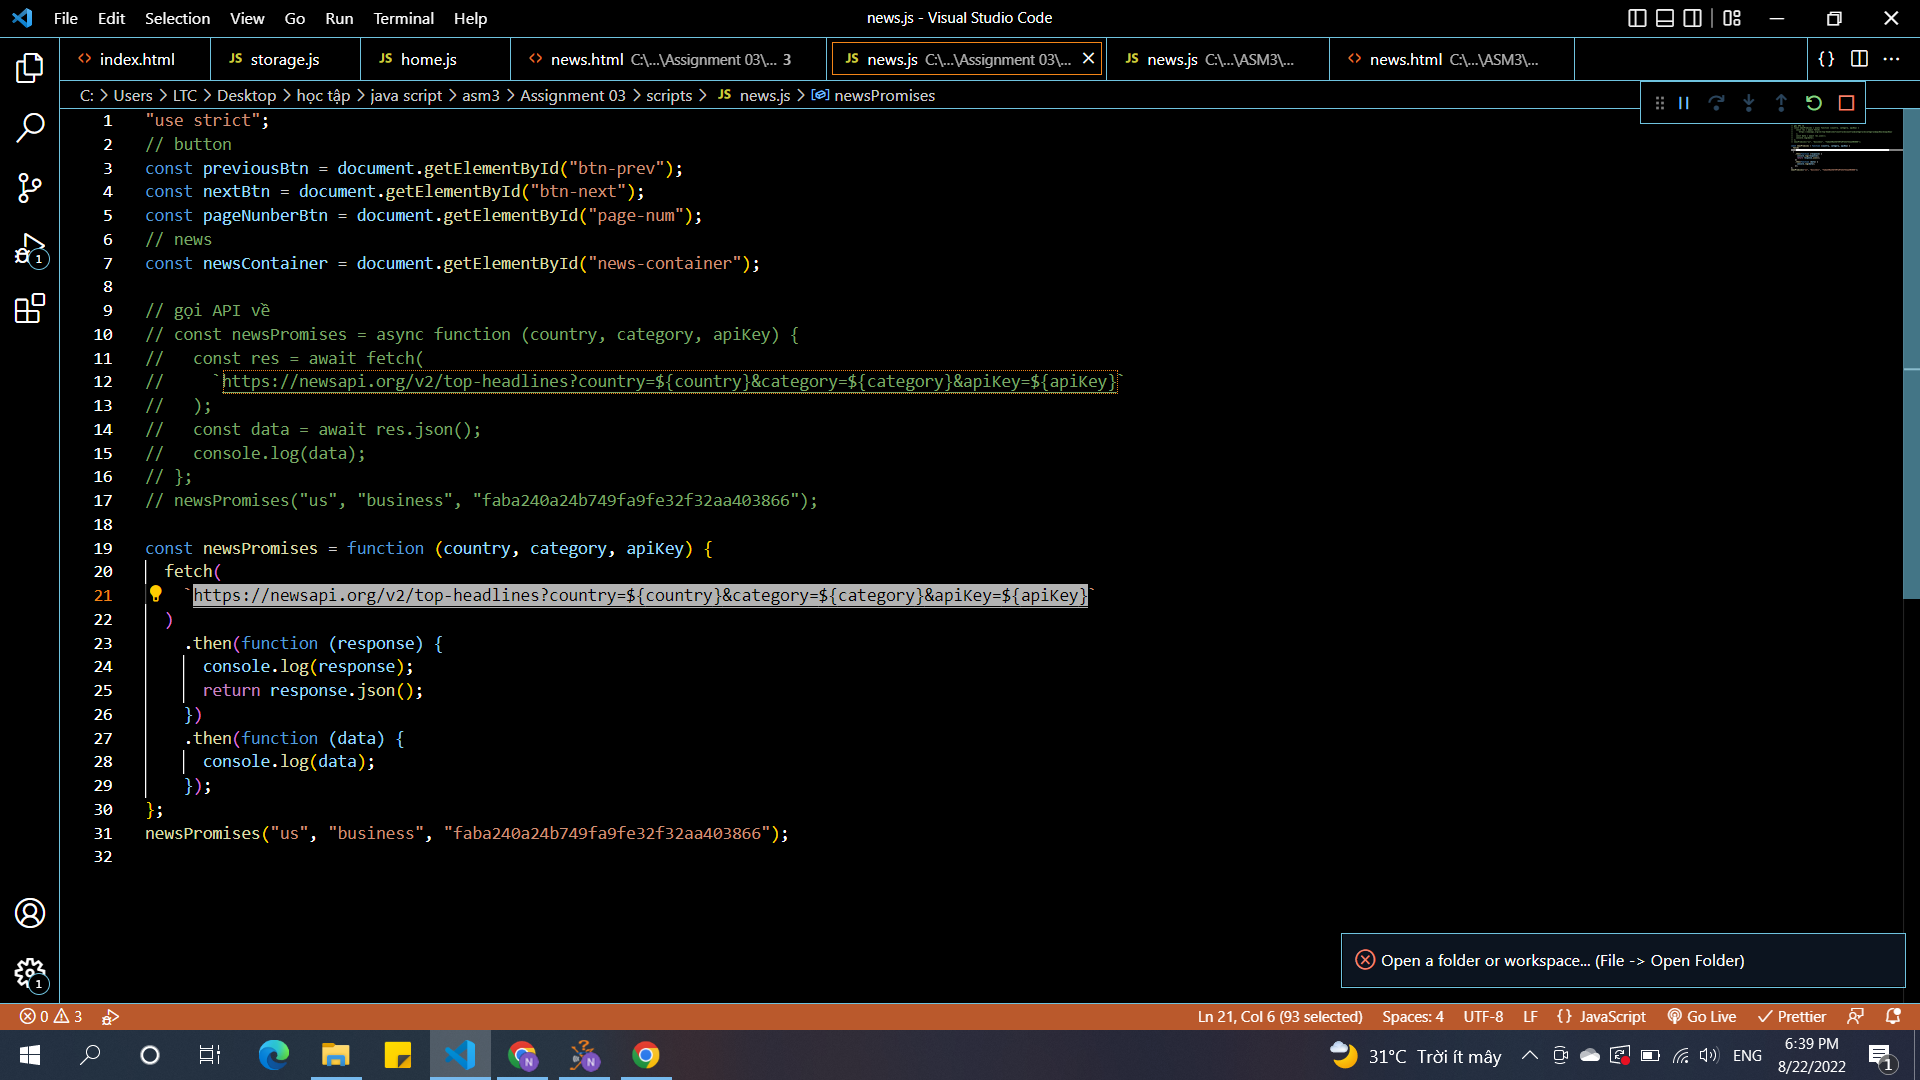 File Edit Selection View Go Run Terminal Help
news.js - Visual Studio Code
index.html
JS storage.js
JS home.js
news.html C:\...\Assignment 03\... 3
JS news.js C:\...\Assignment 03\...
JS news.js C:\...\ASM3\...
news.html C:\...\ASM3\...
C: > Users > LTC > Desktop > học tập > java script > asm3 > Assignment 03 > scripts > JS news.js > newsPromises
1 "use strict";
2 // button
3 const previousBtn = document.getElementById("btn-prev");
4 const nextBtn = document.getElementById("btn-next");
5 const pageNunberBtn = document.getElementById("page-num");
6 // news
7 const newsContainer = document.getElementById("news-container");
8
9 // gọi API về
10 // const newsPromises = async function (country, category, apiKey) {
11 //   const res = await fetch(
12 //     `https://newsapi.org/v2/top-headlines?country=${country}&category=${category}&apiKey=${apiKey}`
13 //   );
14 //   const data = await res.json();
15 //   console.log(data);
16 // };
17 // newsPromises("us", "business", "faba240a24b749fa9fe32f32aa403866");
18
19 const newsPromises = function (country, category, apiKey) {
20   fetch(
21     `https://newsapi.org/v2/top-headlines?country=${country}&category=${category}&apiKey=${apiKey}`
22   )
23     .then(function (response) {
24       console.log(response);
25       return response.json();
26     })
27     .then(function (data) {
28       console.log(data);
29     });
30 };
31 newsPromises("us", "business", "faba240a24b749fa9fe32f32aa403866");
32
1
1
Open a folder or workspace... (File -> Open Folder)
0 3
Ln 21, Col 6 (93 selected) Spaces: 4 UTF-8 LF {} JavaScript Go Live Prettier
N
N
31°C Trời ít mây
ENG
6:39 PM
8/22/2022
1